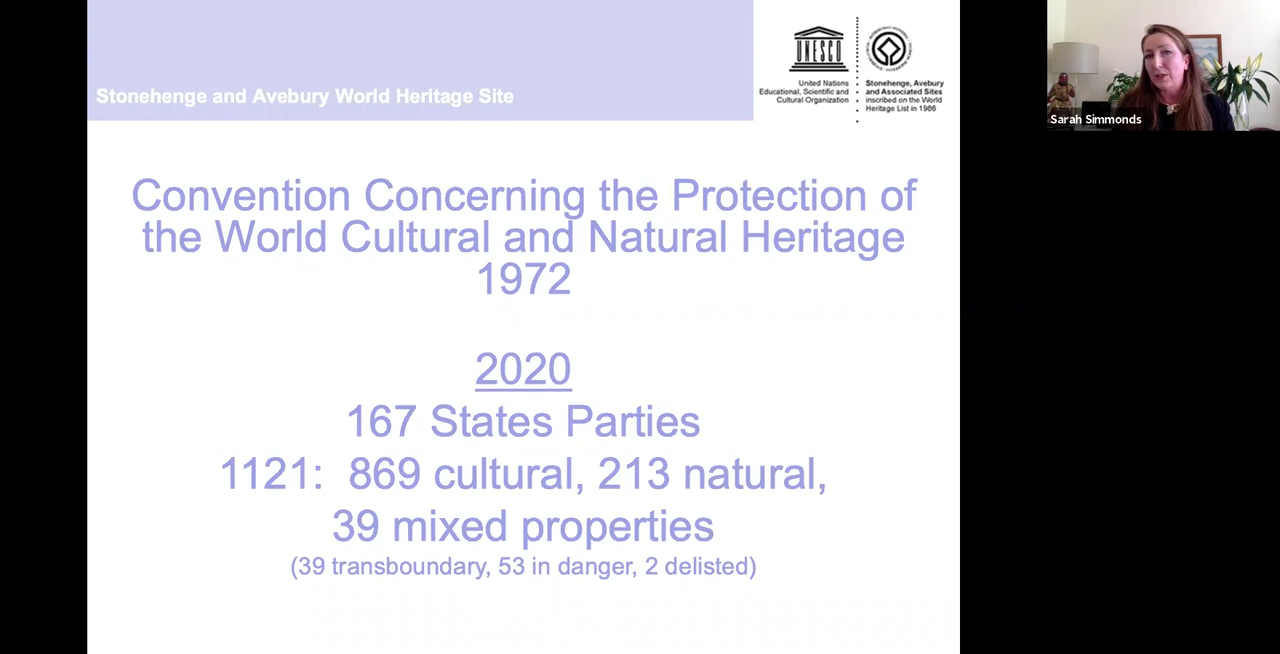 Stonehenge and Avebury World Heritage Site
UNESCO
United Nations
Educational, Scientific and
Cultural Organization
Stonehenge, Avebury
and Associated Sites
inscribed on the World
Heritage List in 1986
Sarah Simmonds
Convention Concerning the Protection of
the World Cultural and Natural Heritage
1972
2020
167 States Parties
1121:  869 cultural, 213 natural,
39 mixed properties
(39 transboundary, 53 in danger, 2 delisted)